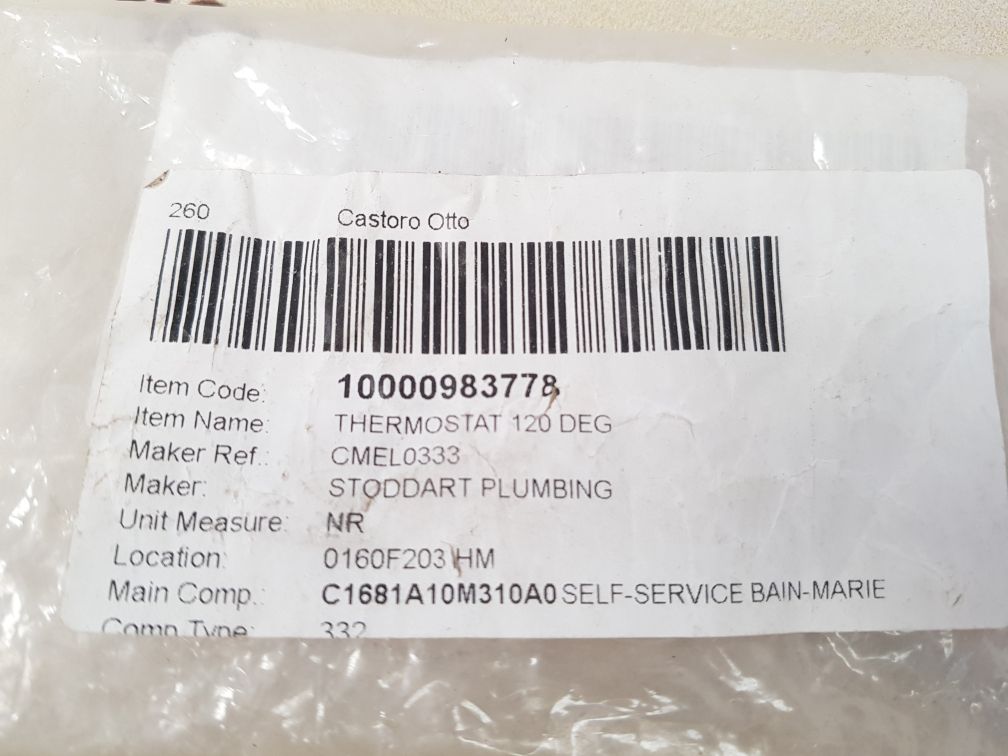 260 Castoro Otto
Item Code: 10000983778
Item Name: THERMOSTAT 120 DEG
Maker Ref.: CMEL0333
Maker: STODDART PLUMBING
Unit Measure: NR
Location: 0160F203 HM
Main Comp.: C1681A10M310A0 SELF-SERVICE BAIN-MARIE
Comp Type: 332